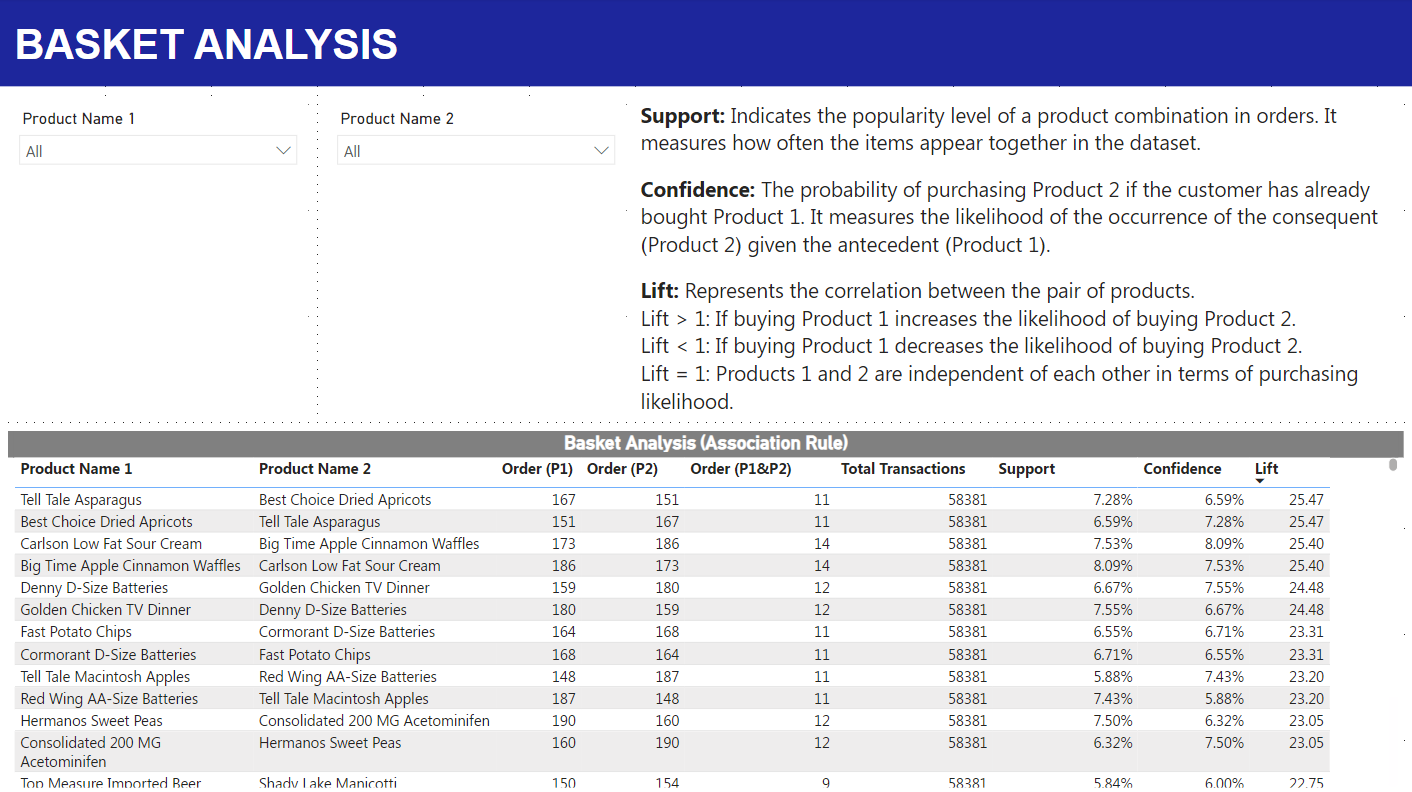 BASKET ANALYSIS
Product Name 1
All
Product Name 2
All
Support: Indicates the popularity level of a product combination in orders. It
measures how often the items appear together in the dataset.
Confidence: The probability of purchasing Product 2 if the customer has already
bought Product 1. It measures the likelihood of the occurrence of the consequent
(Product 2) given the antecedent (Product 1).
Lift: Represents the correlation between the pair of products.
Lift > 1: If buying Product 1 increases the likelihood of buying Product 2.
Lift < 1: If buying Product 1 decreases the likelihood of buying Product 2.
Lift = 1: Products 1 and 2 are independent of each other in terms of purchasing
likelihood.
Basket Analysis (Association Rule)
Product Name 1 Product Name 2 Order (P1) Order (P2) Order (P1&P2) Total Transactions Support Confidence Lift
Tell Tale Asparagus Best Choice Dried Apricots 167 151 11 58381 7.28% 6.59% 25.47
Best Choice Dried Apricots Tell Tale Asparagus 151 167 11 58381 6.59% 7.28% 25.47
Carlson Low Fat Sour Cream Big Time Apple Cinnamon Waffles 173 186 14 58381 7.53% 8.09% 25.40
Big Time Apple Cinnamon Waffles Carlson Low Fat Sour Cream 186 173 14 58381 8.09% 7.53% 25.40
Denny D-Size Batteries Golden Chicken TV Dinner 159 180 12 58381 6.67% 7.55% 24.48
Golden Chicken TV Dinner Denny D-Size Batteries 180 159 12 58381 7.55% 6.67% 24.48
Fast Potato Chips Cormorant D-Size Batteries 164 168 11 58381 6.55% 6.71% 23.31
Cormorant D-Size Batteries Fast Potato Chips 168 164 11 58381 6.71% 6.55% 23.31
Tell Tale Macintosh Apples Red Wing AA-Size Batteries 148 187 11 58381 5.88% 7.43% 23.20
Red Wing AA-Size Batteries Tell Tale Macintosh Apples 187 148 11 58381 7.43% 5.88% 23.20
Hermanos Sweet Peas Consolidated 200 MG Acetominifen 190 160 12 58381 7.50% 6.32% 23.05
Consolidated 200 MG Hermanos Sweet Peas 160 190 12 58381 6.32% 7.50% 23.05
Acetominifen
Top Measure Imported Beer Shady Lake Manicotti 150 154 9 58381 5.84% 6.00% 22.75